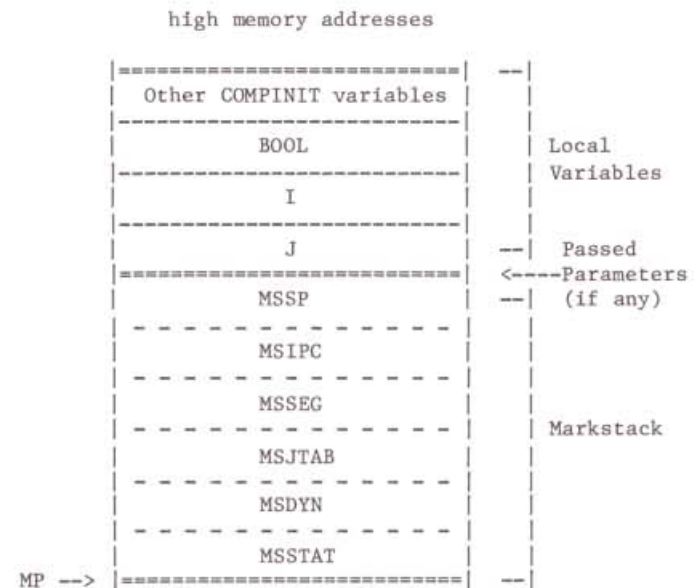 high memory addresses
Other COMPINIT variables
BOOL
Local
Variables
I
J
Passed
<----Parameters
(if any)
MSSP
MSIPC
MSSEG
Markstack
MSJTAB
MSDYN
MSSTAT
MP -->